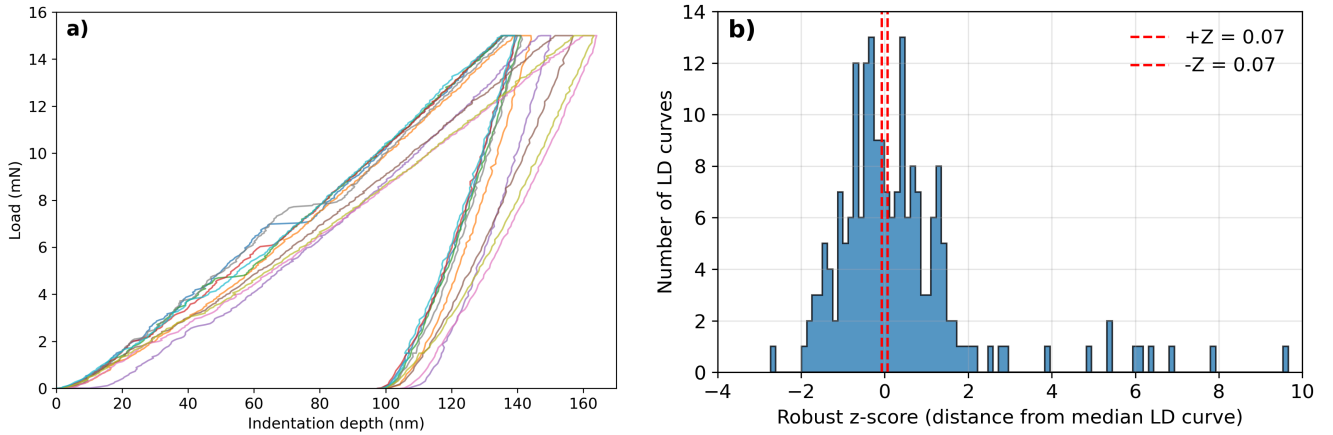 a)
16
14
12
10
8
6
4
2
0
Load (mN)
0 20 40 60 80 100 120 140 160
Indentation depth (nm)
b)
+Z = 0.07
-Z = 0.07
14
12
10
8
6
4
2
0
Number of LD curves
−4 −2 0 2 4 6 8 10
Robust z-score (distance from median LD curve)